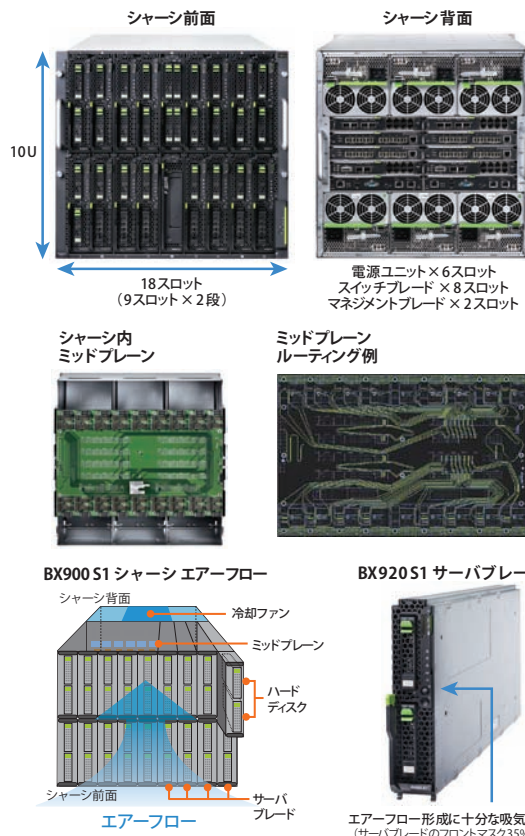 シャーシ前面
シャーシ背面
10U
18スロット
(9スロット×2段)
電源ユニット×6スロット
スイッチブレード×8スロット
マネジメントブレード×2スロット
シャーシ内
ミッドプレーン
ミッドプレーン
ルーティング例
BX900 S1 シャーシ エアーフロー
シャーシ背面
冷却ファン
ミッドプレーン
ハード
ディスク
シャーシ前面
サーバ
ブレード
エアーフロー
BX920 S1 サーバブレー
エアーフロー形成に十分な吸気
(サーバブレードのフロントマスク35%